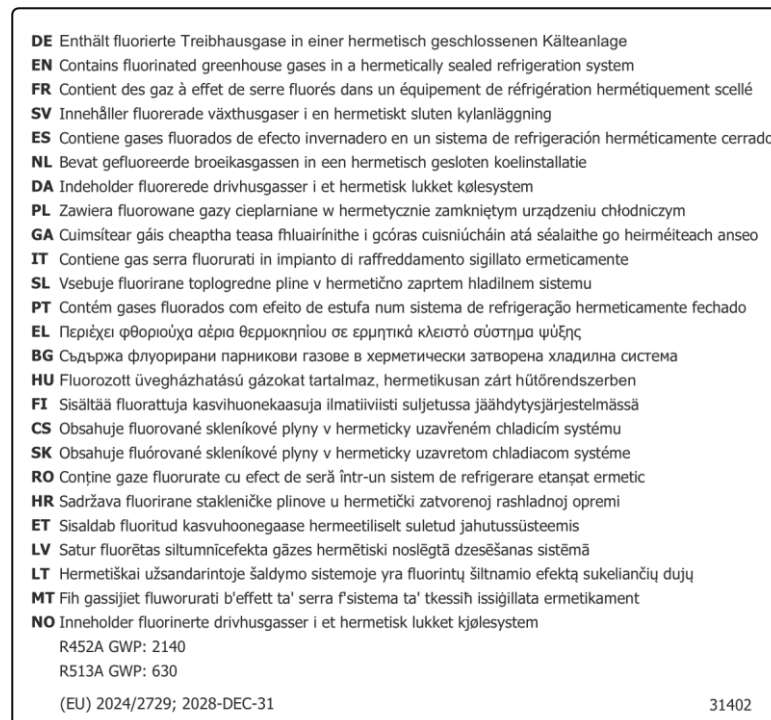 DE Enthält fluorierte Treibhausgase in einer hermetisch geschlossenen Kälteanlage
EN Contains fluorinated greenhouse gases in a hermetically sealed refrigeration system
FR Contient des gaz à effet de serre fluorés dans un équipement de réfrigération hermétiquement scellé
SV Innehåller fluorerade växthusgaser i en hermetiskt sluten kylanläggning
ES Contiene gases fluorados de efecto invernadero en un sistema de refrigeración herméticamente cerrado
NL Bevat gefluoreerde broeikasgassen in een hermetisch gesloten koelinstallatie
DA Indeholder fluorerede drivhusgasser i et hermetisk lukket kølesystem
PL Zawiera fluorowane gazy cieplarniane w hermetycznie zamkniętym urządzeniu chłodniczym
GA Cuimsítear gáis cheaptha teasa fhluairínithe i gcóras cuisniúcháin atá séalaithe go heirméiteach anseo
IT Contiene gas serra fluorurati in impianto di raffreddamento sigillato ermeticamente
SL Vsebuje fluorirane toplogredne pline v hermetično zaprtem hladilnem sistemu
PT Contém gases fluorados com efeito de estufa num sistema de refrigeração hermeticamente fechado
EL Περιέχει φθοριούχα αέρια θερμοκηπίου σε ερμητικά κλειστό σύστημα ψύξης
BG Съдържа флуорирани парникови газове в херметически затворена хладилна система
HU Fluorozott üvegházhatású gázokat tartalmaz, hermetikusan zárt hűtőrendszerben
FI Sisältää fluorattuja kasvihuonekaasuja ilmatiiviisti suljetussa jäähdytysjärjestelmässä
CS Obsahuje fluorované skleníkové plyny v hermeticky uzavřeném chladicím systému
SK Obsahuje fluórované skleníkové plyny v hermeticky uzavretom chladiacom systéme
RO Conține gaze fluorurate cu efect de seră într-un sistem de refrigerare etanșat ermetic
HR Sadržava fluorirane stakleničke plinove u hermetički zatvorenoj rashladnoj opremi
ET Sisaldab fluoritud kasvuhoonegaase hermeetiliselt suletud jahutussüsteemis
LV Satur fluorētas siltumnīcefekta gāzes hermētiski noslēgtā dzesēšanas sistēmā
LT Hermetiškai užsandarintoje šaldymo sistemoje yra fluorintų šiltnamio efektą sukeliančių dujų
MT Fih gassijiet fluworurati b'effett ta' serra f'sistema ta' tkessiħ issiġillata ermetikament
NO Inneholder fluorinerte drivhusgasser i et hermetisk lukket kjølesystem
R452A GWP: 2140
R513A GWP: 630
(EU) 2024/2729; 2028-DEC-31 31402